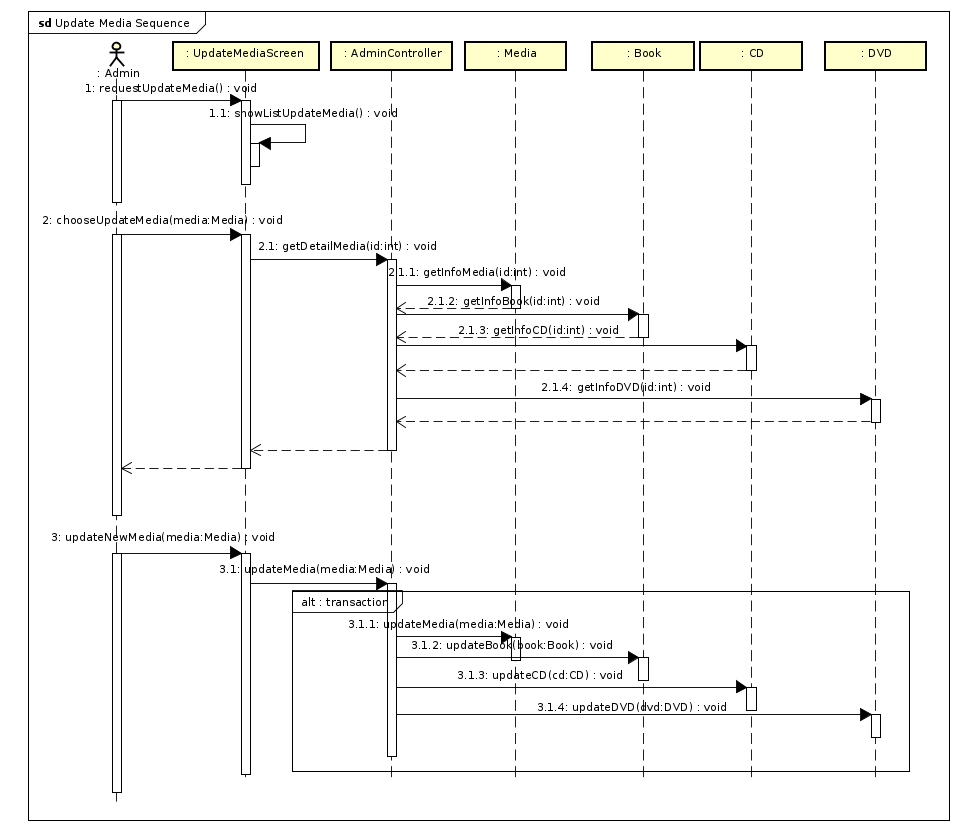 sd Update Media Sequence
: Admin
: UpdateMediaScreen
: AdminController
: Media
: Book
: CD
: DVD
1: requestUpdateMedia() : void
1.1: showListUpdateMedia() : void
2: chooseUpdateMedia(media:Media) : void
2.1: getDetailMedia(id:int) : void
2.1.1: getInfoMedia(id:int) : void
2.1.2: getInfoBook(id:int) : void
2.1.3: getInfoCD(id:int) : void
2.1.4: getInfoDVD(id:int) : void
3: updateNewMedia(media:Media) : void
3.1: updateMedia(media:Media) : void
alt : transaction
3.1.1: updateMedia(media:Media) : void
3.1.2: updateBook(book:Book) : void
3.1.3: updateCD(cd:CD) : void
3.1.4: updateDVD(dvd:DVD) : void